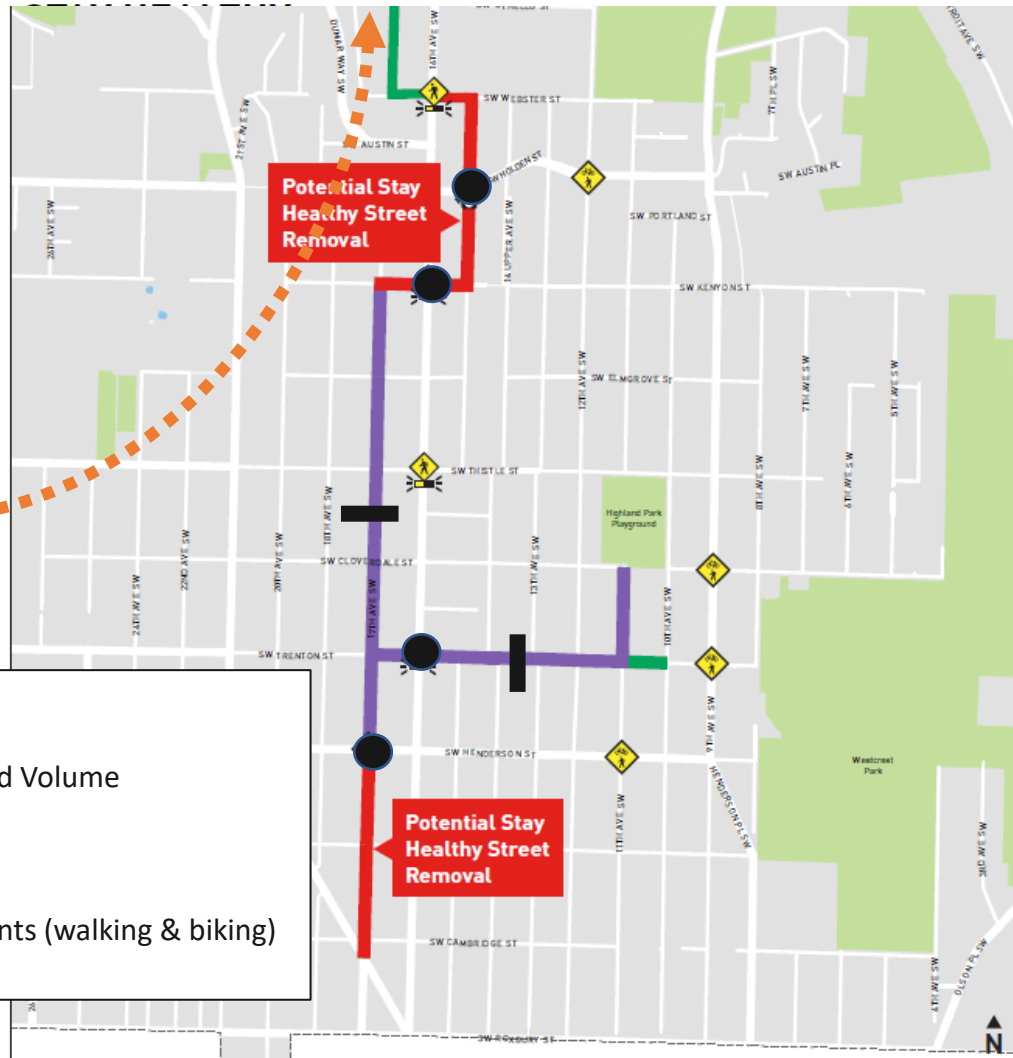 DUMAR WAY SW
16TH AVE SW
SW WEBSTER ST
7TH PL SW
21ST AVE SW
SW AUSTIN ST
SW HOLDEN ST
SW AUSTIN PL
Potential Stay
Healthy Street
Removal
26TH AVE SW
SW PORTLAND ST
14 UPPER AVE SW
SW KENYON ST
12TH AVE SW
SW ELMGROVE ST
7TH AVE SW
5TH AVE SW
SW THISTLE ST
8TH AVE SW
6TH AVE SW
18TH AVE SW
Highland Park
Playground
24TH AVE SW
22ND AVE SW
20TH AVE SW
SW CLOVERDALE ST
13TH AVE SW
17TH AVE SW
10TH AVE SW
SW TRENTON ST
9TH AVE SW
SW HENDERSON ST
HENDERSON PL SW
Westcrest
Park
d Volume
Potential Stay
Healthy Street
Removal
11TH AVE SW
3RD AVE SW
nts (walking & biking)
SW CAMBRIDGE ST
4TH AVE SW
OLSON PL SW
26
SW ROXBURY ST
N